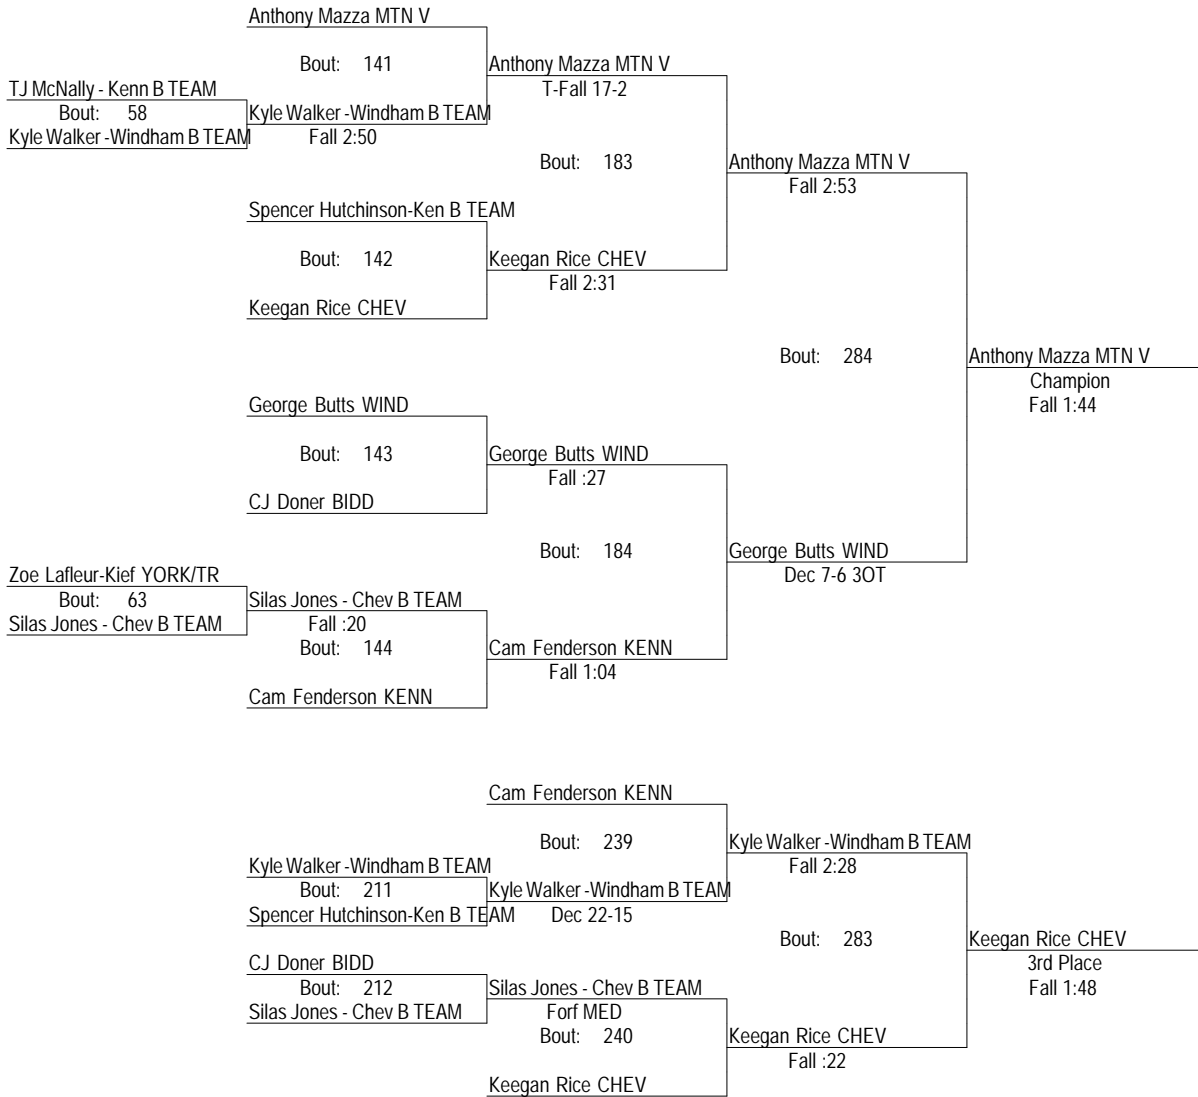 Anthony Mazza MTN V
Bout: 141
Anthony Mazza MTN V
T-Fall 17-2
TJ McNally - Kenn B TEAM
Bout: 58
Kyle Walker -Windham B TEAM
Kyle Walker -Windham B TEAM
Fall 2:50
Bout: 183
Anthony Mazza MTN V
Fall 2:53
Spencer Hutchinson-Ken B TEAM
Bout: 142
Keegan Rice CHEV
Fall 2:31
Keegan Rice CHEV
Bout: 284
Anthony Mazza MTN V
Champion
Fall 1:44
George Butts WIND
Bout: 143
George Butts WIND
Fall :27
CJ Doner BIDD
Bout: 184
George Butts WIND
Dec 7-6 3OT
Zoe Lafleur-Kief YORK/TR
Bout: 63
Silas Jones - Chev B TEAM
Silas Jones - Chev B TEAM
Fall :20
Bout: 144
Cam Fenderson KENN
Fall 1:04
Cam Fenderson KENN
Cam Fenderson KENN
Bout: 239
Kyle Walker -Windham B TEAM
Fall 2:28
Kyle Walker -Windham B TEAM
Bout: 211
Kyle Walker -Windham B TEAM
Spencer Hutchinson-Ken B TEAM
Dec 22-15
Bout: 283
Keegan Rice CHEV
3rd Place
Fall 1:48
CJ Doner BIDD
Bout: 212
Silas Jones - Chev B TEAM
Silas Jones - Chev B TEAM
Forf MED
Bout: 240
Keegan Rice CHEV
Fall :22
Keegan Rice CHEV